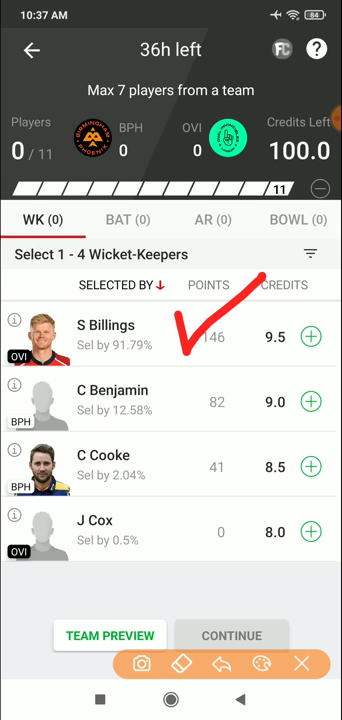 10:37 AM 84
36h left FC ?
Max 7 players from a team
Players BPH OVI Credits Left
0 / 11 BIRMINGHAM PHOENIX 0 0 100.0
11
WK (0) BAT (0) AR (0) BOWL (0)
Select 1 - 4 Wicket-Keepers
SELECTED BY POINTS CREDITS
S Billings
Sel by 91.79% 146 9.5
OVI
C Benjamin
Sel by 12.58% 82 9.0
BPH
C Cooke
Sel by 2.04% 41 8.5
BPH
J Cox
Sel by 0.5% 0 8.0
OVI
TEAM PREVIEW CONTINUE